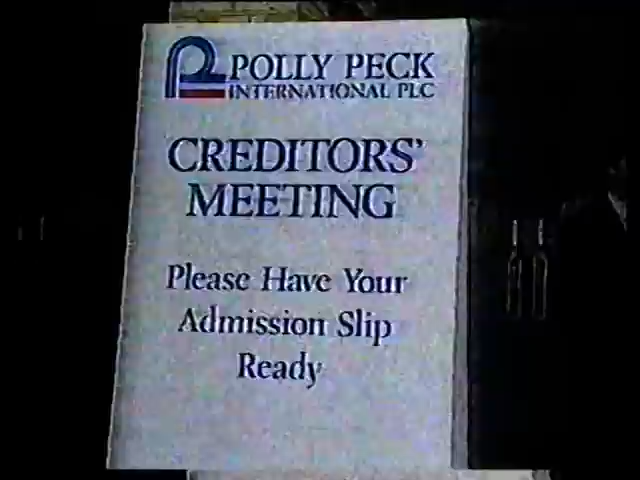 POLLY PECK
INTERNATIONAL PLC
CREDITORS'
MEETING
Please Have Your
Admission Slip
Ready